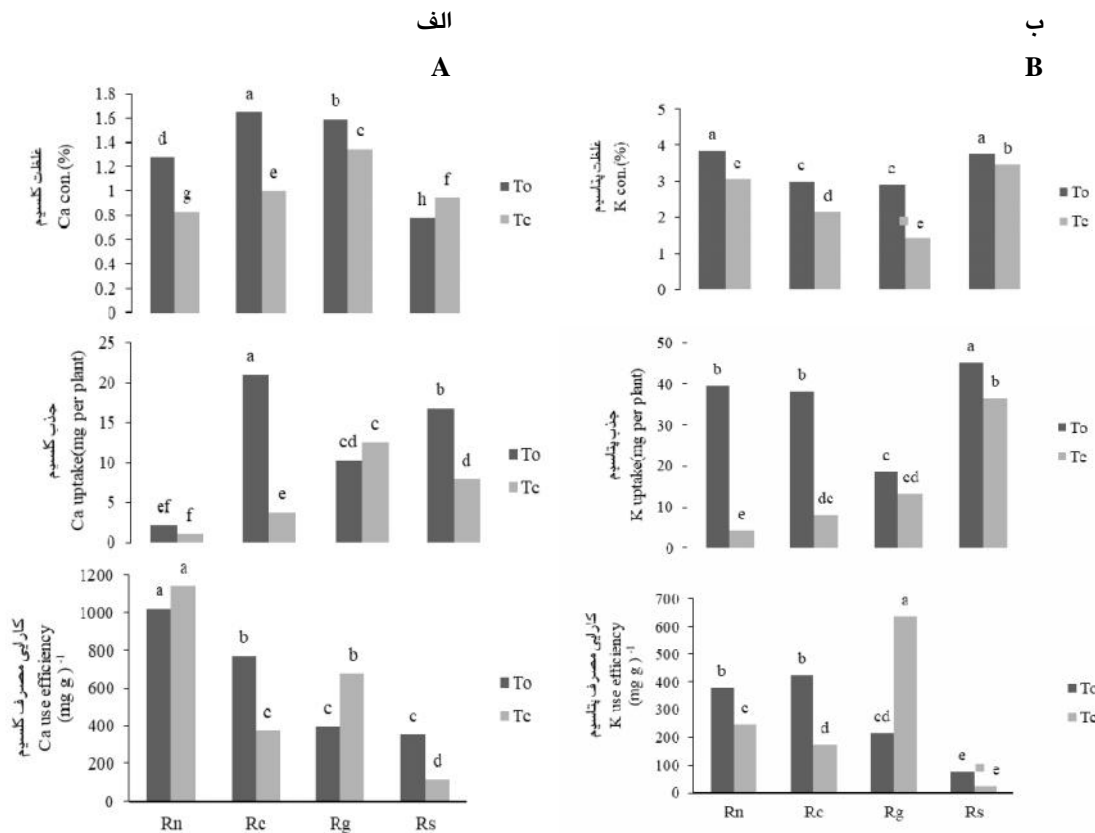 الف
ب
A
B
غلظت کلسیم
Ca con.(%)
1.8
1.6
1.4
1.2
1
0.8
0.6
0.4
0.2
0
d
g
a
e
b
c
h
f
To
Tc
غلظت پتاسیم
K con.(%)
5
4
3
2
1
0
a
c
c
d
c
e
a
b
To
Tc
جذب کلسیم
Ca uptake(mg per plant)
25
20
15
10
5
0
ef
f
a
e
cd
c
b
d
To
Tc
جذب پتاسیم
K uptake(mg per plant)
50
40
30
20
10
0
b
e
b
de
c
cd
a
b
To
Tc
کارایی مصرف کلسیم
Ca use efficiency
(mg g ) -1
1200
1000
800
600
400
200
0
a
a
b
c
c
b
c
d
To
Tc
Rn
Rc
Rg
Rs
کارایی مصرف پتاسیم
K use efficiency
(mg g ) -1
700
600
500
400
300
200
100
0
b
c
b
d
cd
a
e
e
To
Tc
Rn
Rc
Rg
Rs